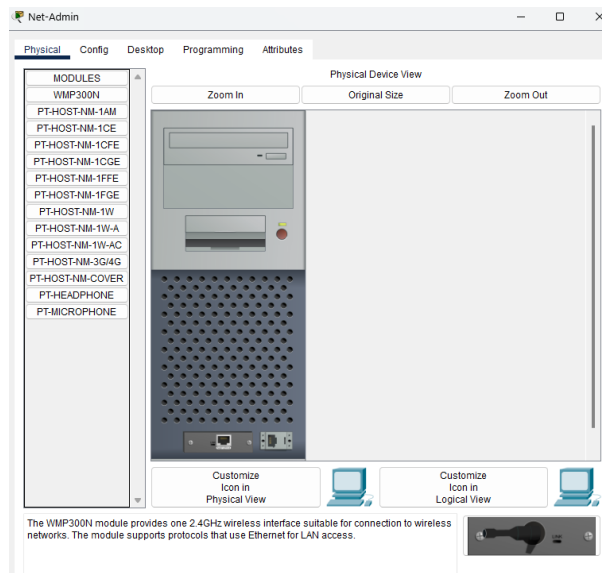 Net-Admin
Physical Config Desktop Programming Attributes
MODULES
WMP300N
PT-HOST-NM-1AM
PT-HOST-NM-1CE
PT-HOST-NM-1CFE
PT-HOST-NM-1CGE
PT-HOST-NM-1FFE
PT-HOST-NM-1FGE
PT-HOST-NM-1W
PT-HOST-NM-1W-A
PT-HOST-NM-1W-AC
PT-HOST-NM-3G/4G
PT-HOST-NM-COVER
PT-HEADPHONE
PT-MICROPHONE
Physical Device View
Zoom In Original Size Zoom Out
Customize
Icon in
Physical View
Customize
Icon in
Logical View
The WMP300N module provides one 2.4GHz wireless interface suitable for connection to wireless
networks. The module supports protocols that use Ethernet for LAN access.
LINK